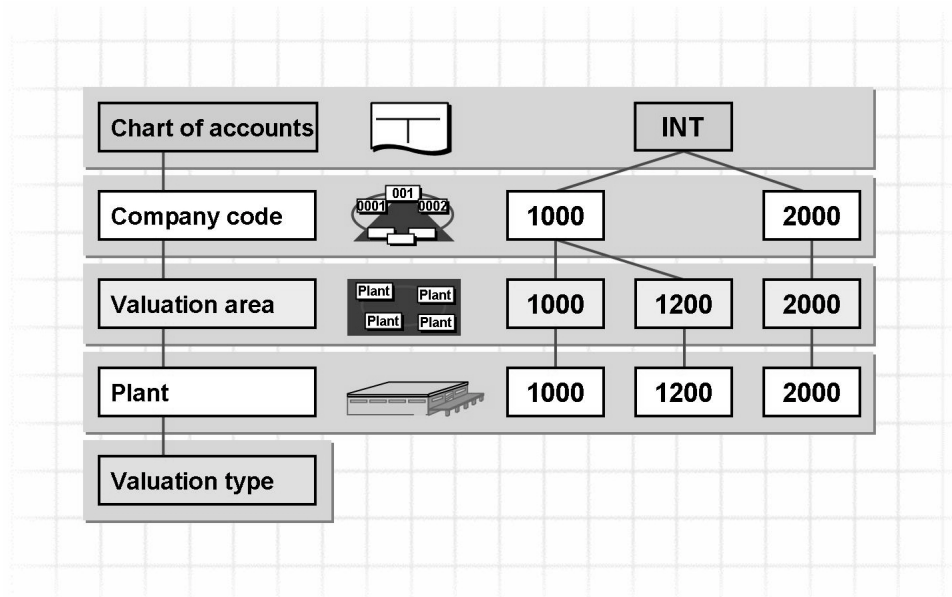 Chart of accounts
INT
Company code
001
0001
0002
1000
2000
Valuation area
Plant
Plant
Plant
Plant
1000
1200
2000
Plant
1000
1200
2000
Valuation type